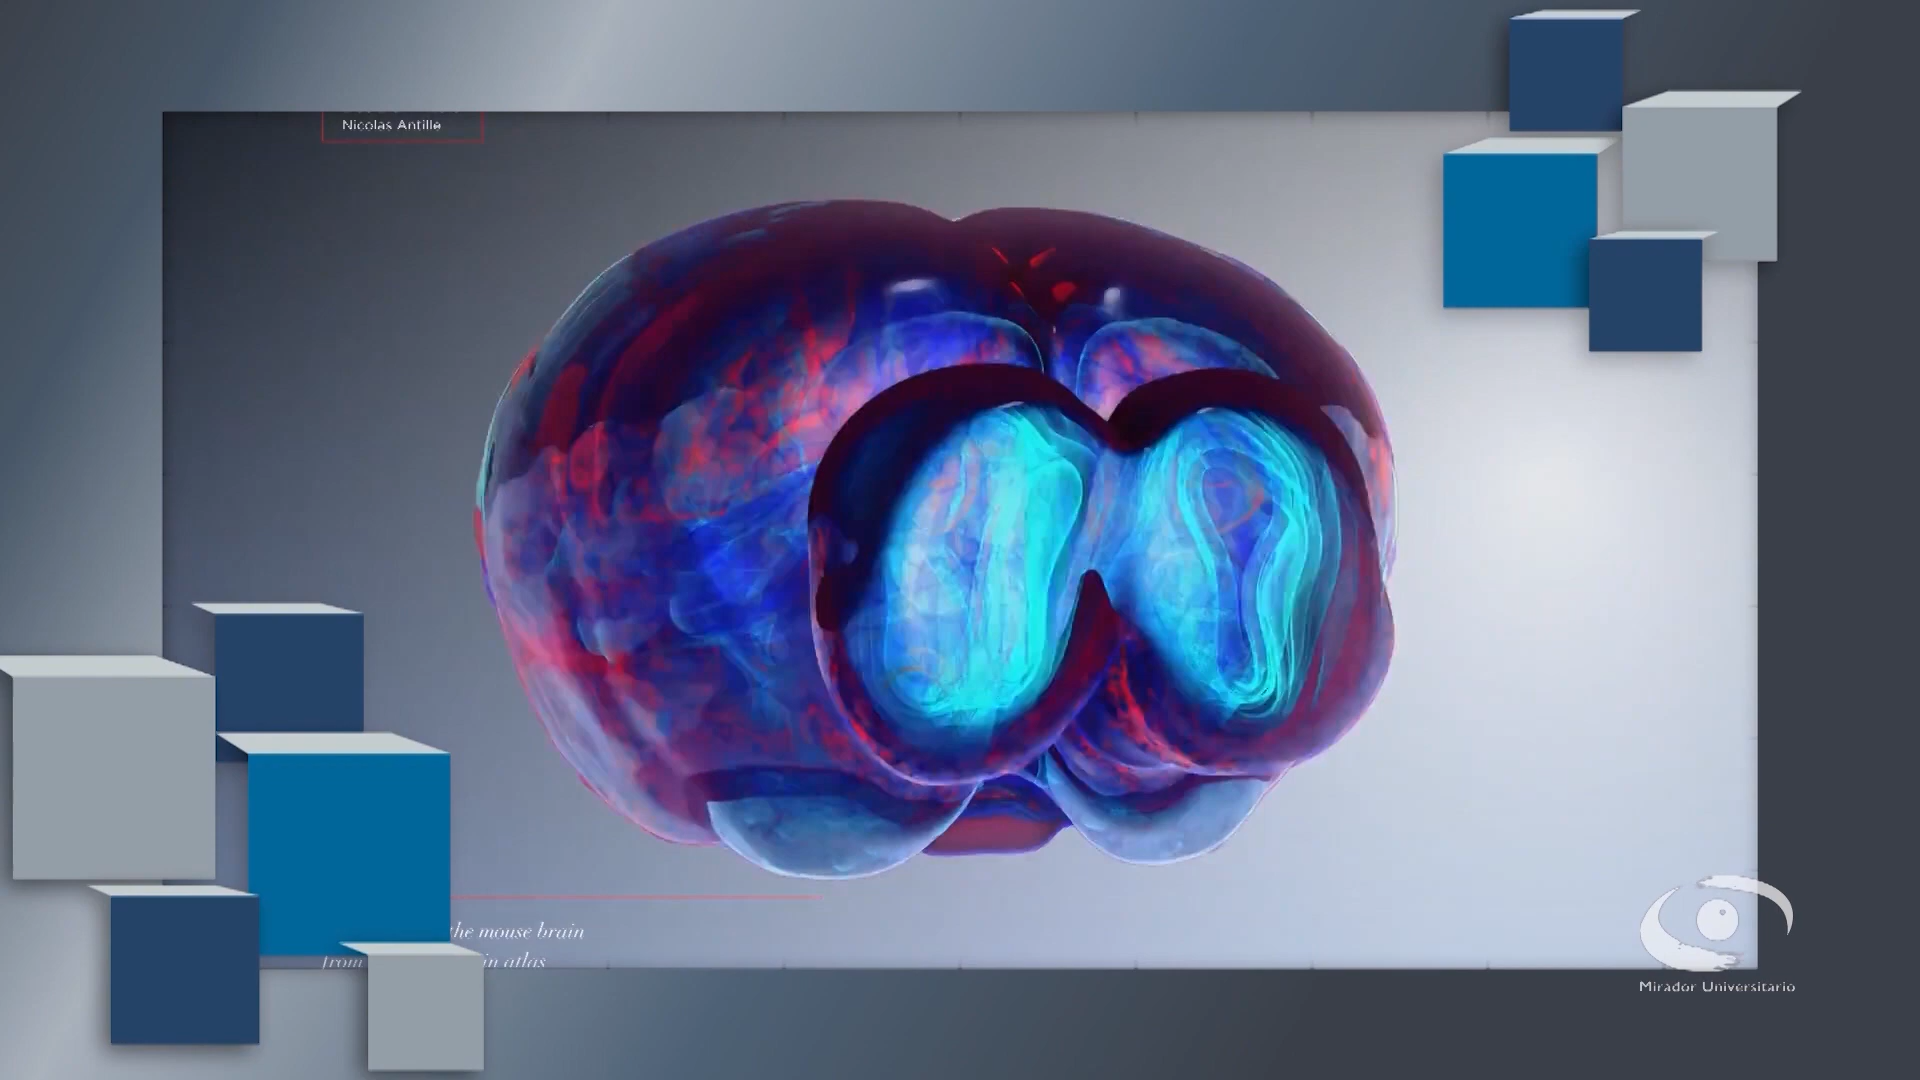 Nicolas Antille
the mouse brain
from in atlas
Mirador Universitario